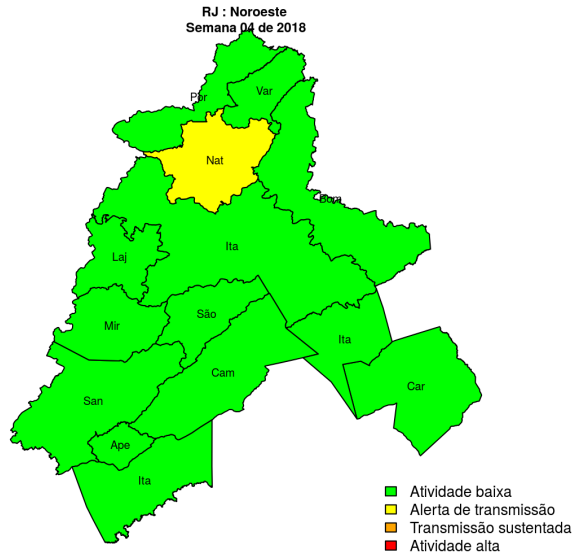 RJ : Noroeste
Semana 04 de 2018
Por
Var
Nat
Bom
Ita
Laj
São
Mir
Ita
Cam
Car
San
Ape
Ita
Atividade baixa
Alerta de transmissão
Transmissão sustentada
Atividade alta